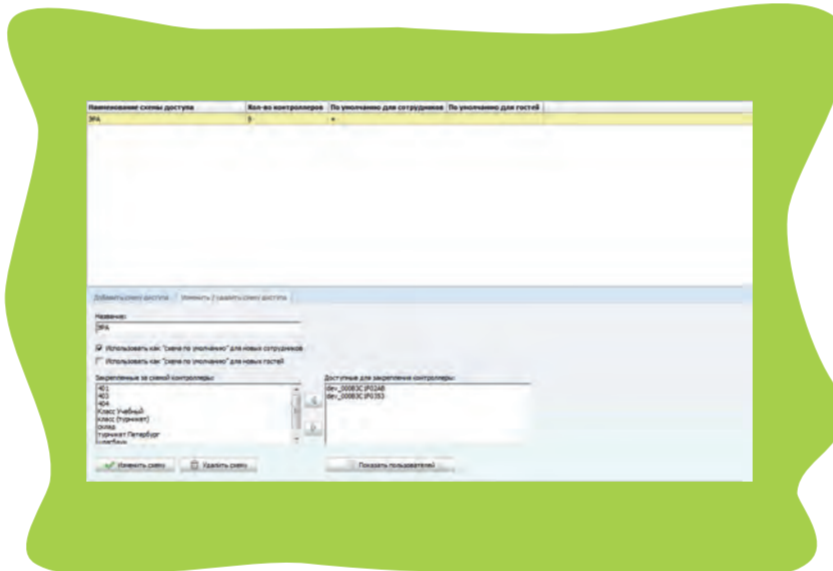 Наименование схемы доступа Кол-во контроллеров По умолчанию для сотрудников По умолчанию для гостей
ЭРА +
Добавить схему доступа Изменить / удалить схему доступа
Название:
ЭРА
Использовать как "схема по умолчанию" для новых сотрудников
Использовать как "схема по умолчанию" для новых гостей
Закрепленные за схемой контроллеры: Доступные для закрепления контроллеры:
401
403
404
Класс Учебный
класс (турникет)
склад
турникет Петербург
Изменить схему Удалить схему Показать пользователей